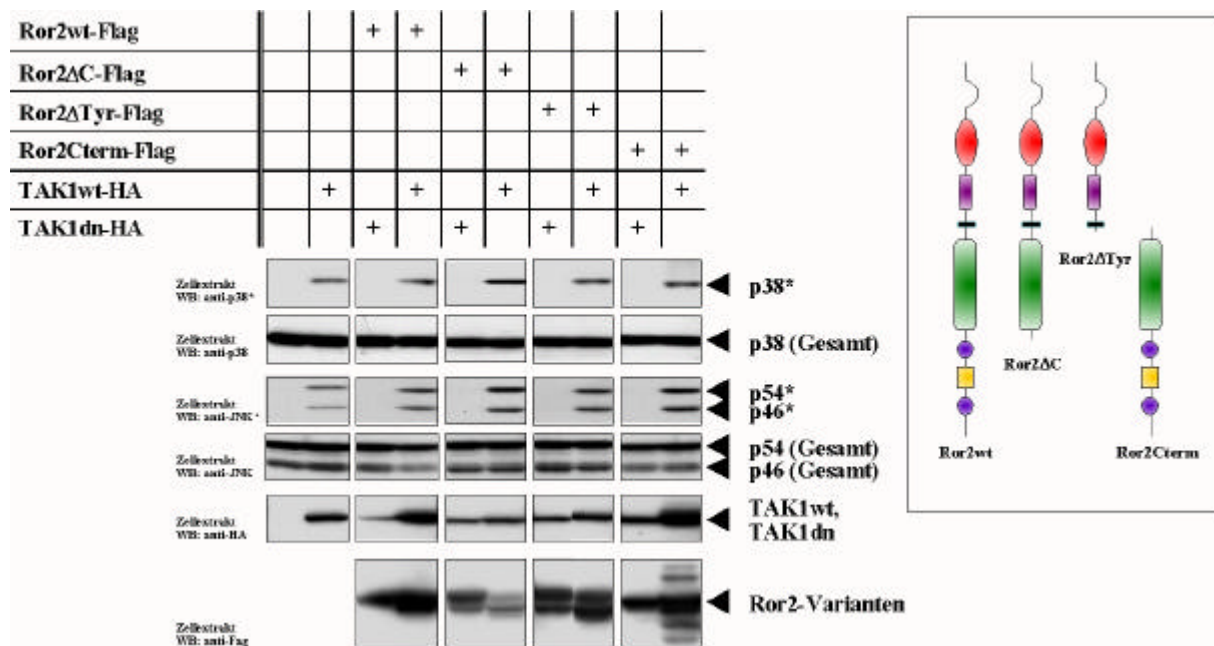 Ror2wt-Flag + +
Ror2ΔC-Flag + +
Ror2ΔTyr-Flag + +
Ror2Cterm-Flag + +
TAK1wt-HA + + + + +
TAK1dn-HA + + + +
Zellextrakt
WB: anti-p38*
p38*
Zellextrakt
WB: anti-p38
p38 (Gesamt)
Zellextrakt
WB: anti-JNK*
p54*
p46*
Zellextrakt
WB: anti-JNK
p54 (Gesamt)
p46 (Gesamt)
Zellextrakt
WB: anti-HA
TAK1wt,
TAK1dn
Zellextrakt
WB: anti-Flag
Ror2-Varianten
Ror2ΔTyr
Ror2ΔC
Ror2wt
Ror2Cterm